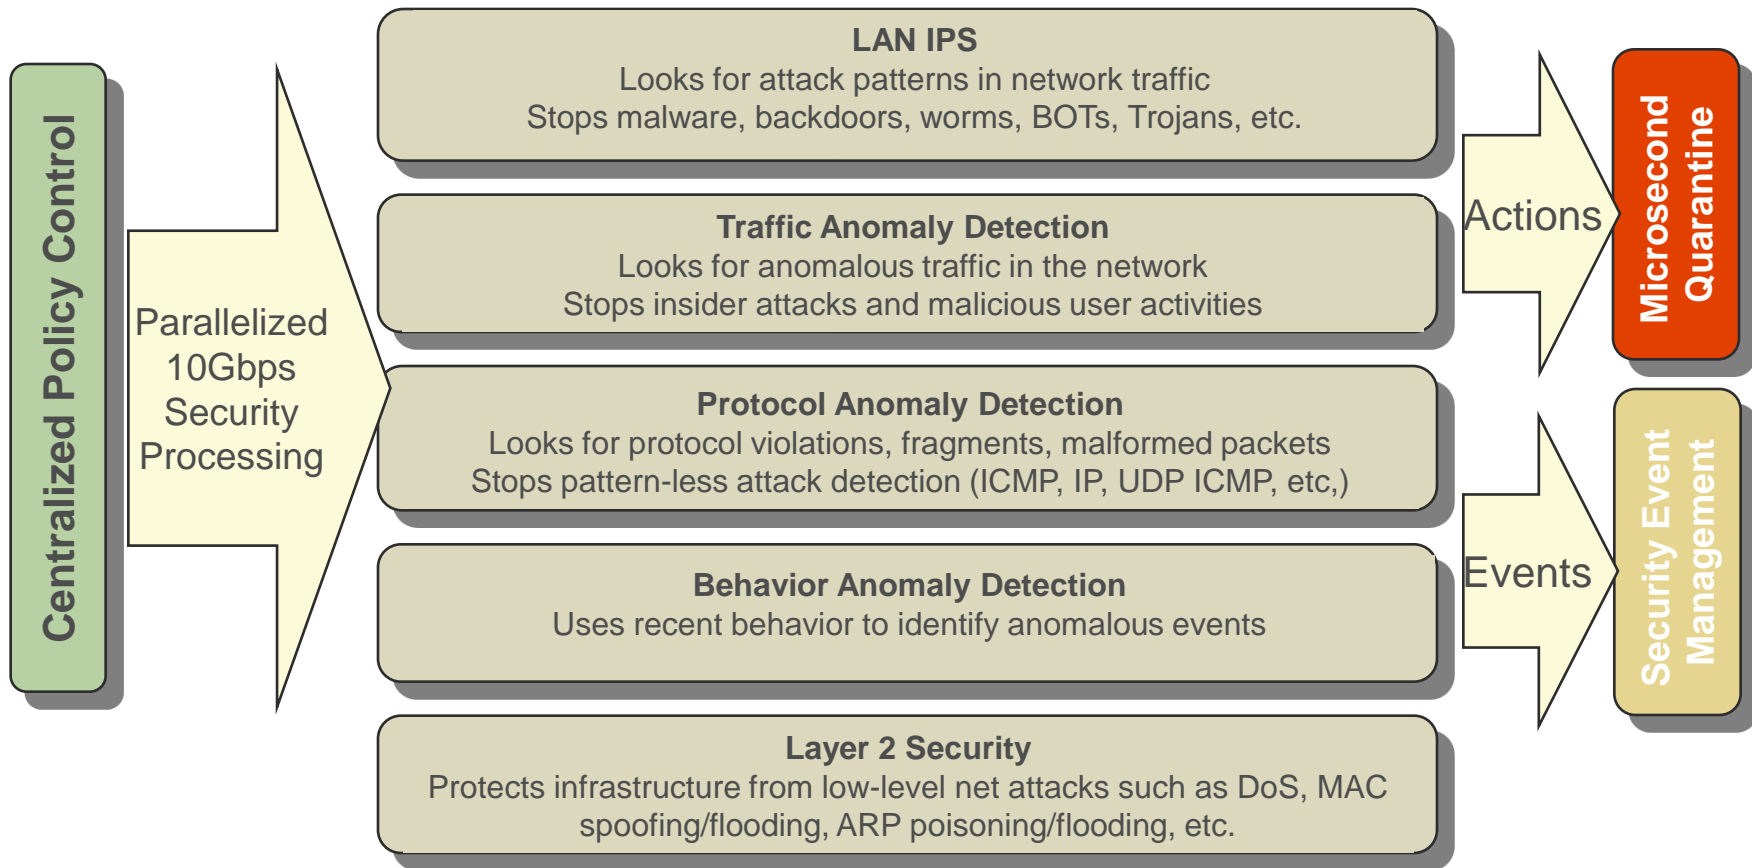 Centralized Policy Control
Parallelized
10Gbps
Security
Processing
LAN IPS
Looks for attack patterns in network traffic
Stops malware, backdoors, worms, BOTs, Trojans, etc.
Traffic Anomaly Detection
Looks for anomalous traffic in the network
Stops insider attacks and malicious user activities
Protocol Anomaly Detection
Looks for protocol violations, fragments, malformed packets
Stops pattern-less attack detection (ICMP, IP, UDP ICMP, etc,)
Behavior Anomaly Detection
Uses recent behavior to identify anomalous events
Layer 2 Security
Protects infrastructure from low-level net attacks such as DoS, MAC
spoofing/flooding, ARP poisoning/flooding, etc.
Actions
Microsecond
Quarantine
Events
Security Event
Management